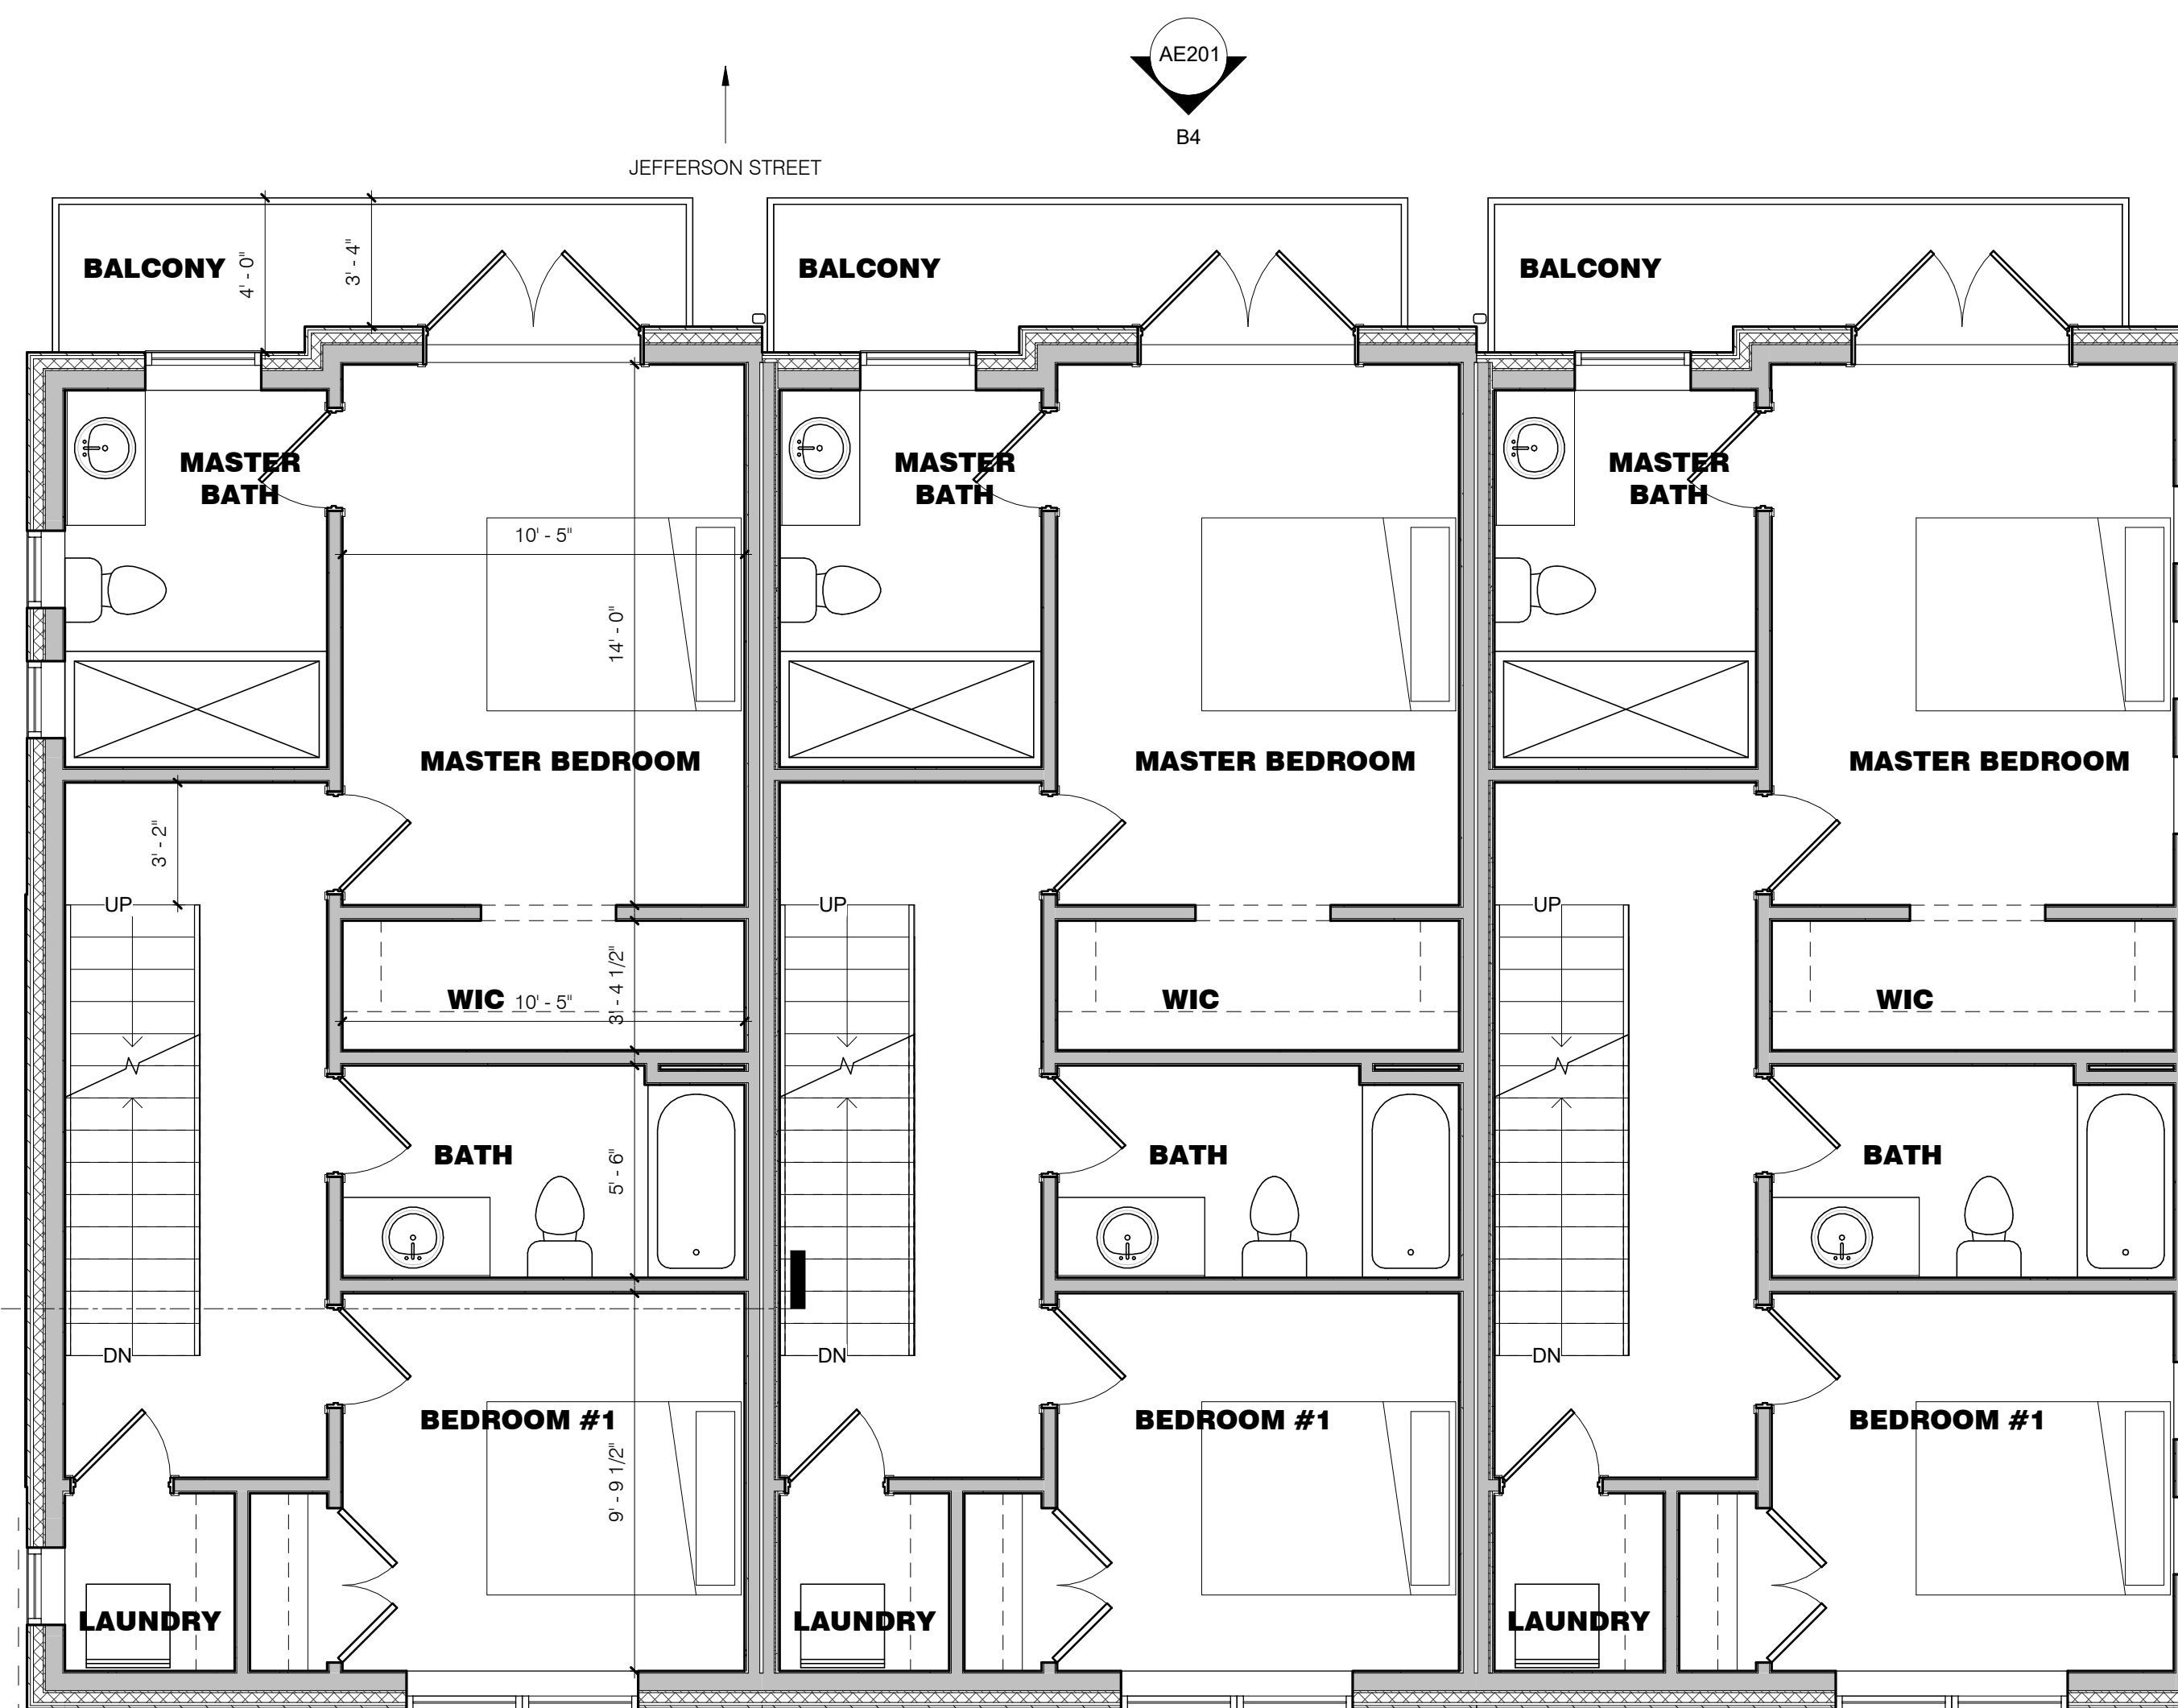 AE201
B4
JEFFERSON STREET
BALCONY
4' - 0"
3' - 4"
BALCONY
BALCONY
MASTER
BATH
MASTER
BATH
MASTER
BATH
10' - 5"
14' - 0"
MASTER BEDROOM
MASTER BEDROOM
MASTER BEDROOM
3' - 2"
UP
UP
UP
WIC
10' - 5"
3' - 4 1/2"
WIC
WIC
BATH
5' - 6"
BATH
BATH
DN
DN
DN
BEDROOM #1
BEDROOM #1
BEDROOM #1
9' - 9 1/2"
LAUNDRY
LAUNDRY
LAUNDRY